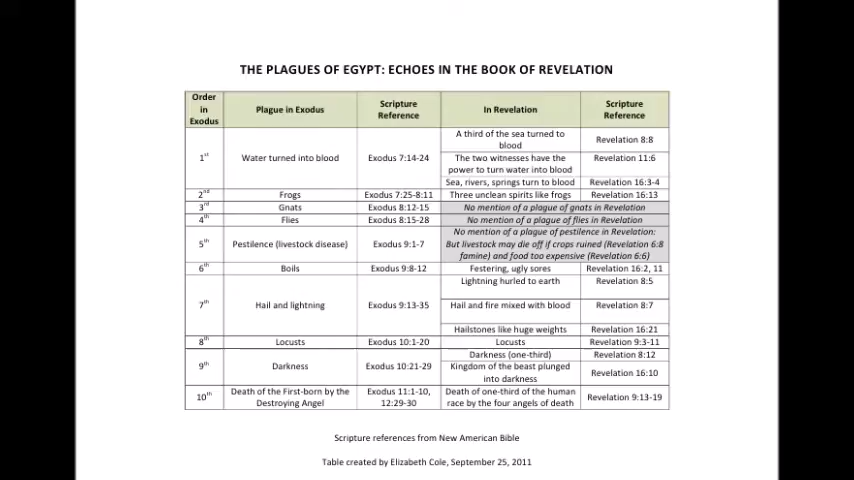 THE PLAGUES OF EGYPT: ECHOES IN THE BOOK OF REVELATION
Order in Exodus Plague in Exodus Scripture Reference In Revelation Scripture Reference
1st Water turned into blood Exodus 7:14-24 A third of the sea turned to blood Revelation 8:8
The two witnesses have the power to turn water into blood Revelation 11:6
Sea, rivers, springs turn to blood Revelation 16:3-4
2nd Frogs Exodus 7:25-8:11 Three unclean spirits like frogs Revelation 16:13
3rd Gnats Exodus 8:12-15 No mention of a plague of gnats in Revelation
4th Flies Exodus 8:15-28 No mention of a plague of flies in Revelation
5th Pestilence (livestock disease) Exodus 9:1-7 No mention of a plague of pestilence in Revelation: But livestock may die off if crops ruined (Revelation 6:8 famine) and food too expensive (Revelation 6:6)
6th Boils Exodus 9:8-12 Festering, ugly sores Revelation 16:2, 11
7th Hail and lightning Exodus 9:13-35 Lightning hurled to earth Revelation 8:5
Hail and fire mixed with blood Revelation 8:7
Hailstones like huge weights Revelation 16:21
8th Locusts Exodus 10:1-20 Locusts Revelation 9:3-11
9th Darkness Exodus 10:21-29 Darkness (one-third) Revelation 8:12
Kingdom of the beast plunged into darkness Revelation 16:10
10th Death of the First-born by the Destroying Angel Exodus 11:1-10, 12:29-30 Death of one-third of the human race by the four angels of death Revelation 9:13-19
Scripture references from New American Bible
Table created by Elizabeth Cole, September 25, 2011